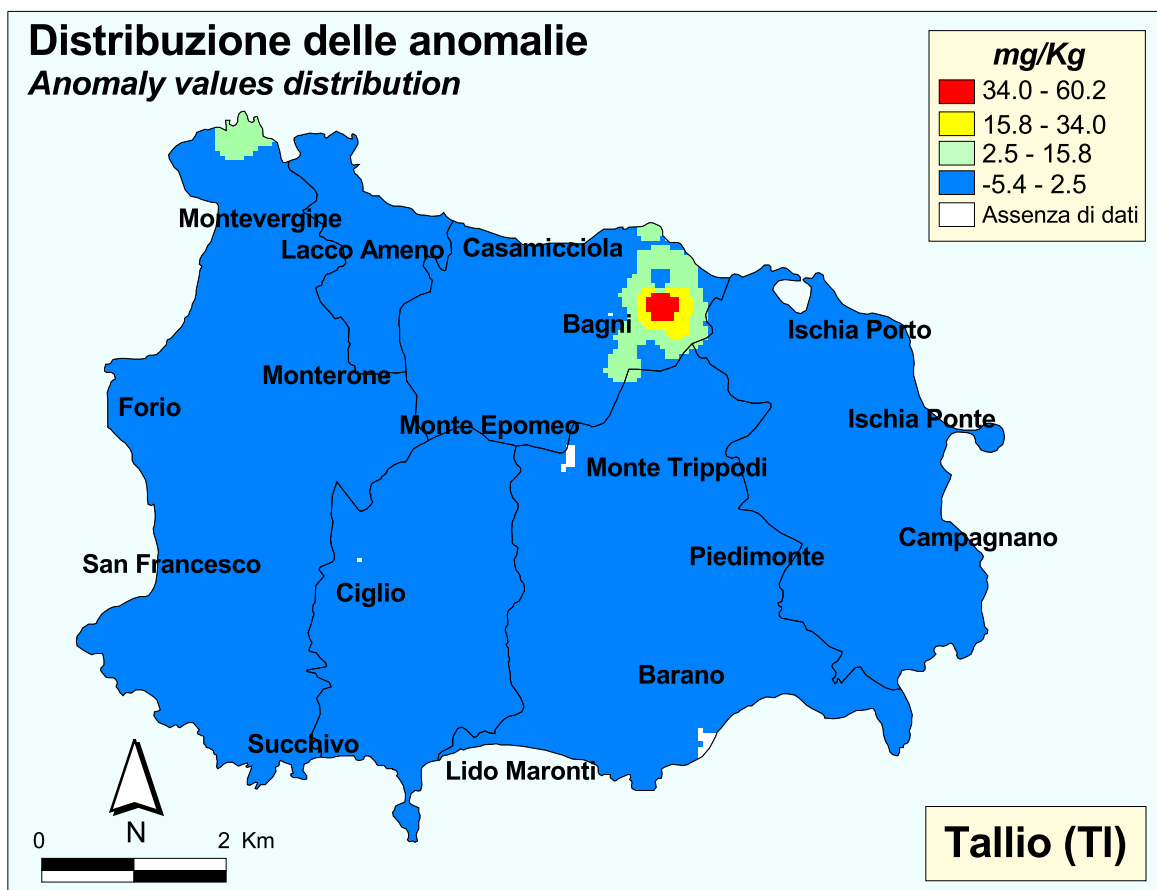 Distribuzione delle anomalie
Anomaly values distribution
mg/Kg
34.0 - 60.2
15.8 - 34.0
2.5 - 15.8
-5.4 - 2.5
Assenza di dati
Montevergine
Lacco Ameno
Casamicciola
Bagni
Ischia Porto
Monterone
Forio
Monte Epomeo
Ischia Ponte
Monte Trippodi
Campagnano
Piedimonte
San Francesco
Ciglio
Barano
Succhivo
Lido Maronti
N
0 2 Km
Tallio (Tl)